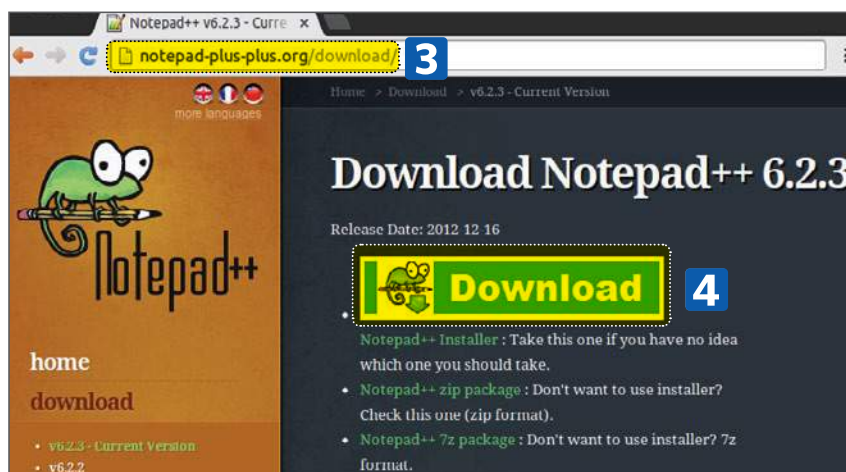 Notepad++ v6.2.3 - Curre x
notepad-plus-plus.org/download/
3
more languages
Home > Download > v6.2.3 - Current Version
Notepad++
Download Notepad++ 6.2.3
Release Date: 2012 12 16
Download
4
• Notepad++ Installer : Take this one if you have no idea
which one you should take.
• Notepad++ zip package : Don't want to use installer?
Check this one (zip format).
• Notepad++ 7z package : Don't want to use installer? 7z
format.
home
download
• v6.2.3 - Current Version
• v6.2.2